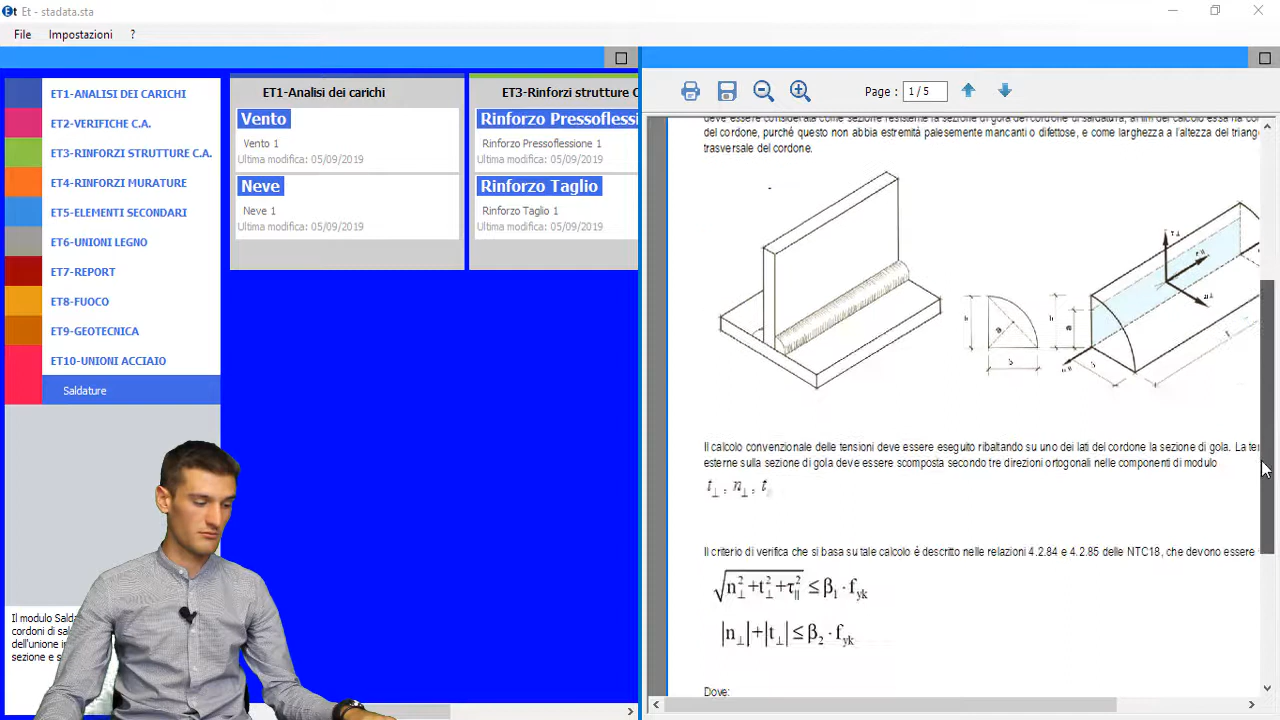 Et Et - stadata.sta
File Impostazioni ?
ET1-ANALISI DEI CARICHI
ET2-VERIFICHE C.A.
ET3-RINFORZI STRUTTURE C.A.
ET4-RINFORZI MURATURE
ET5-ELEMENTI SECONDARI
ET6-UNIONI LEGNO
ET7-REPORT
ET8-FUOCO
ET9-GEOTECNICA
ET10-UNIONI ACCIAIO
Saldature
Il modulo Salda
cordoni di sal
dell'unione in
sezione e s
ET1-Analisi dei carichi
Vento
Vento 1
Ultima modifica: 05/09/2019
Neve
Neve 1
Ultima modifica: 05/09/2019
ET3-Rinforzi strutture C
Rinforzo Pressoflessi
Rinforzo Pressoflessione 1
Ultima modifica: 05/09/2019
Rinforzo Taglio
Rinforzo Taglio 1
Ultima modifica: 05/09/2019
Page : 1/5
del cordone, purché questo non abbia estremità palesemente mancanti o difettose, e come larghezza a l'altezza del triang
trasversale del cordone.
h a b h a
Il calcolo convenzionale delle tensioni deve essere eseguito ribaltando su uno dei lati del cordone la sezione di gola. La te
esterne sulla sezione di gola deve essere scomposta secondo tre direzioni ortogonali nelle componenti di modulo
t⊥ , n⊥ , t
Il criterio di verifica che si basa su tale calcolo é descritto nelle relazioni 4.2.84 e 4.2.85 delle NTC18, che devono essere
√n⊥²+t⊥²+τ∥² ≤ β1 · fyk
|n⊥|+|t⊥| ≤ β2 · fyk
Dove: